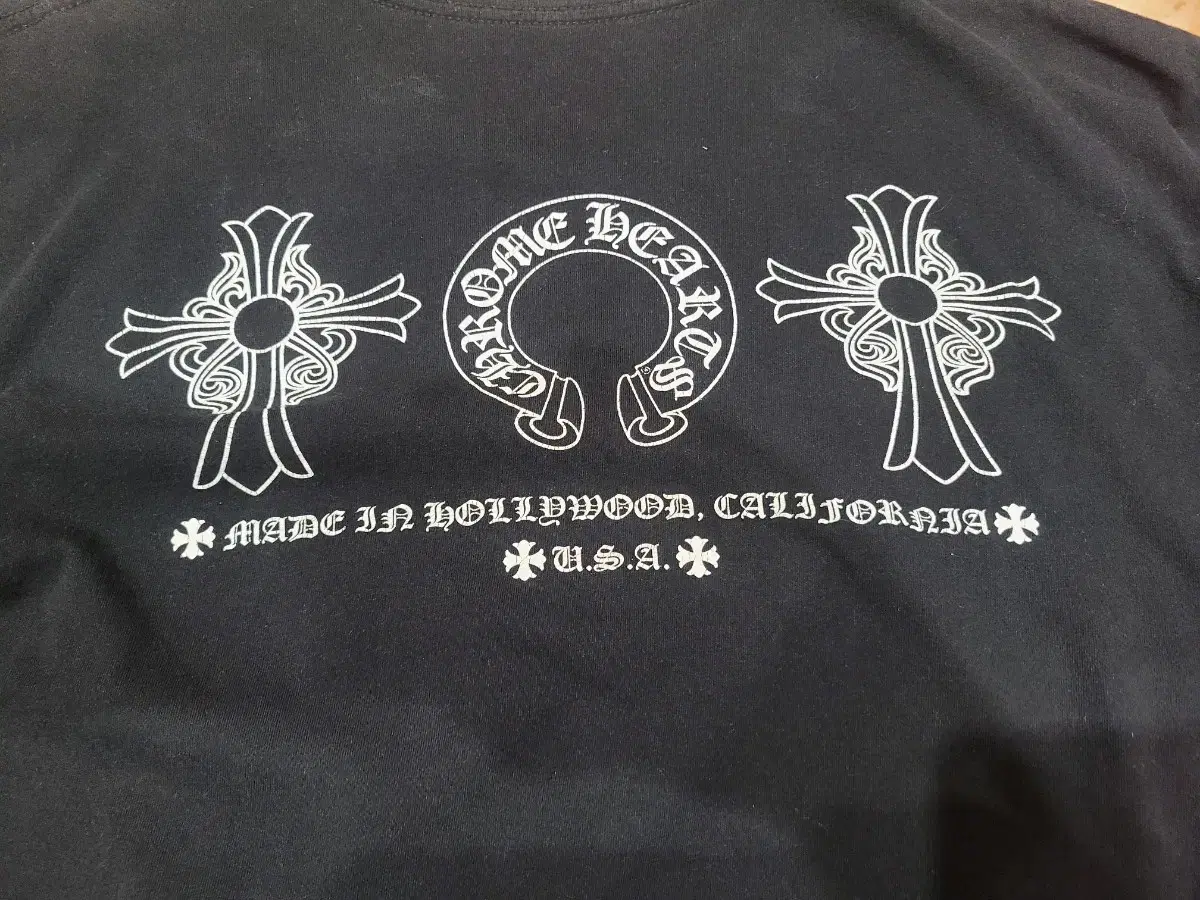 CHROME HEARTS
®
MADE IN HOLLYWOOD, CALIFORNIA
U.S.A.